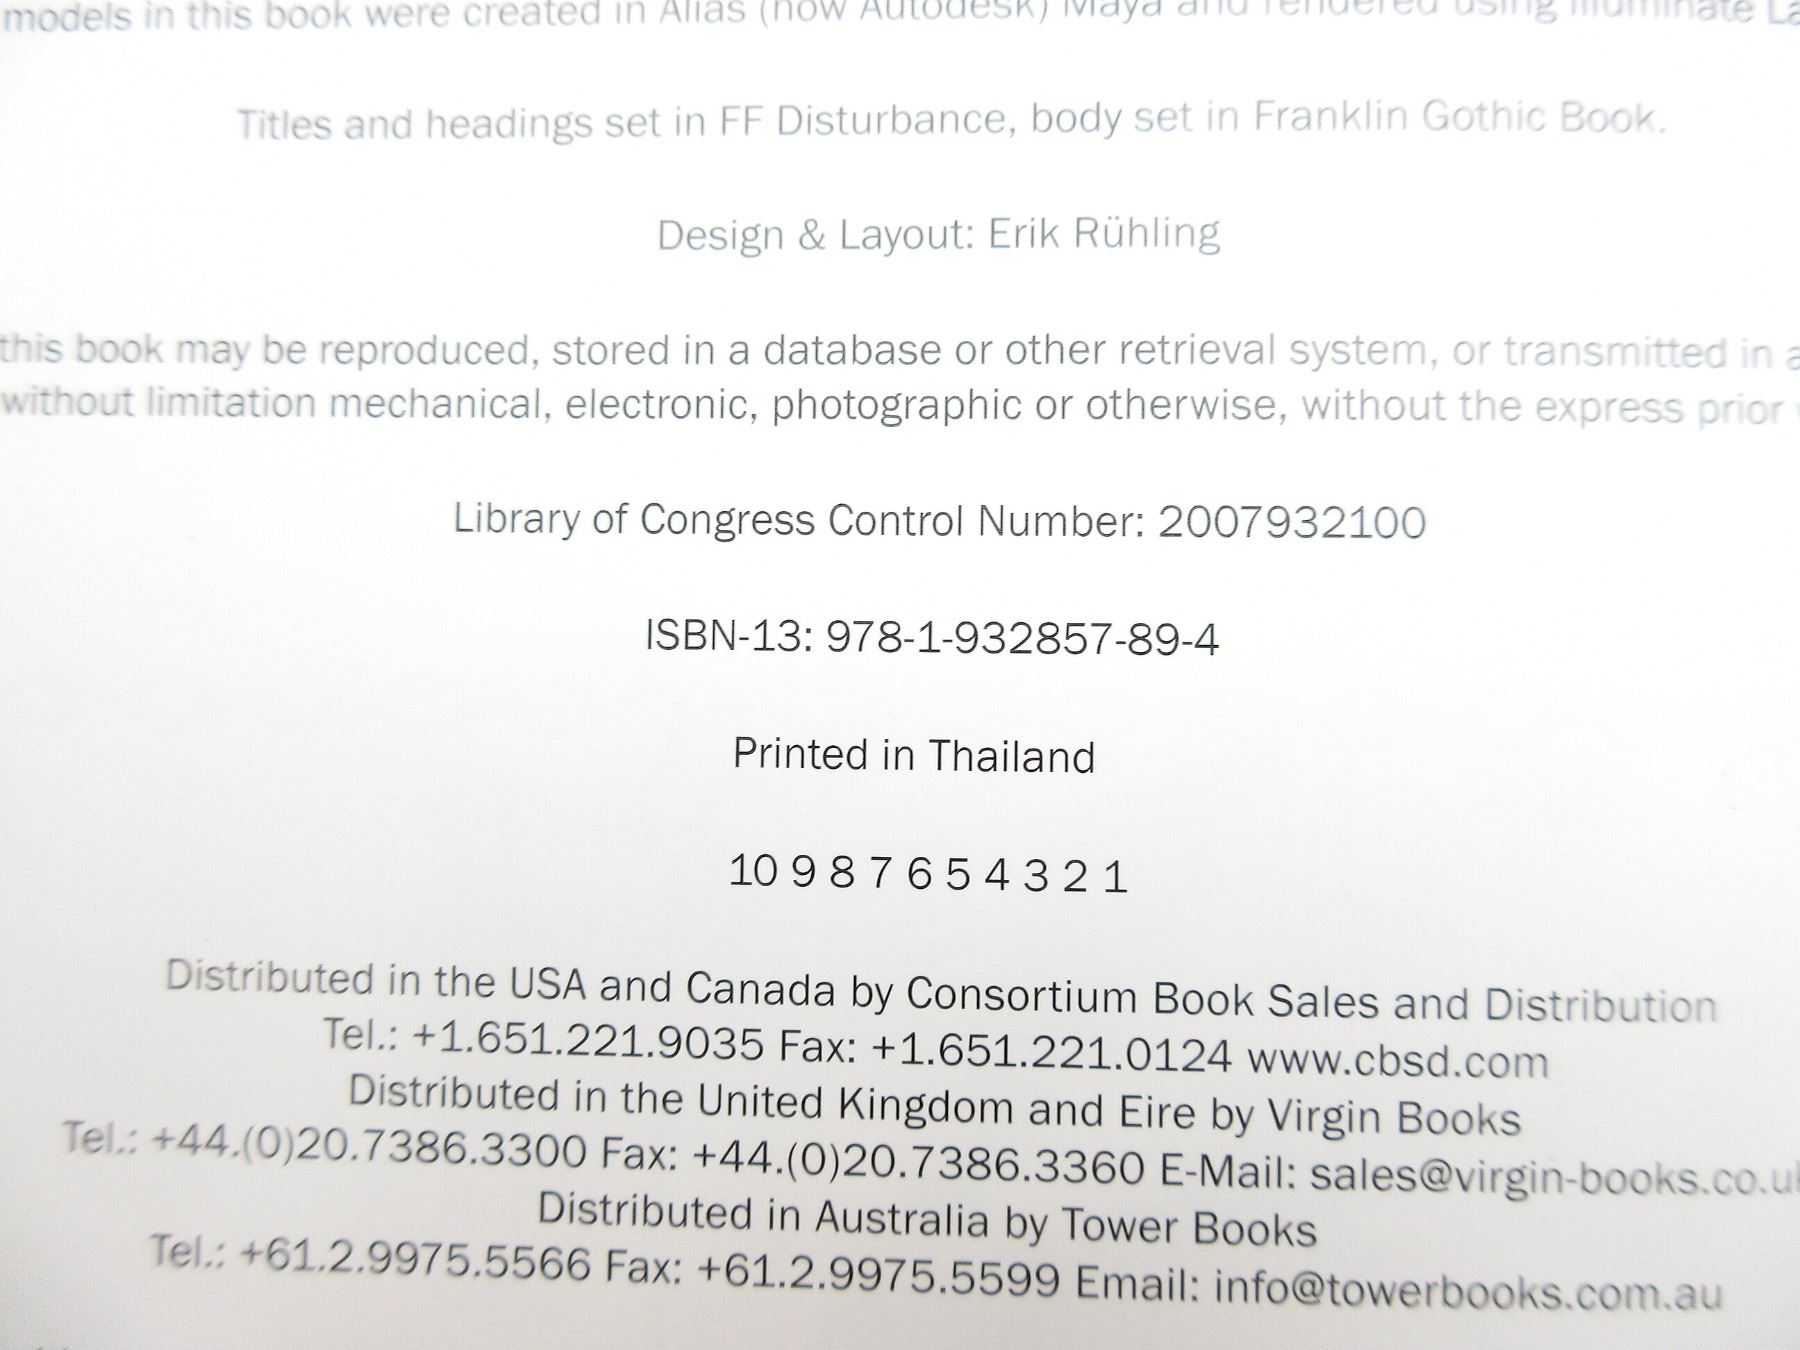 models in this book were created in Alias (now Autodesk) Maya and rendered using Illuminate La
Titles and headings set in FF Disturbance, body set in Franklin Gothic Book.
Design & Layout: Erik Rühling
this book may be reproduced, stored in a database or other retrieval system, or transmitted in a
without limitation mechanical, electronic, photographic or otherwise, without the express prior
Library of Congress Control Number: 2007932100
ISBN-13: 978-1-932857-89-4
Printed in Thailand
10 9 8 7 6 5 4 3 2 1
Distributed in the USA and Canada by Consortium Book Sales and Distribution
Tel.: +1.651.221.9035 Fax: +1.651.221.0124 www.cbsd.com
Distributed in the United Kingdom and Eire by Virgin Books
Tel.: +44.(0)20.7386.3300 Fax: +44.(0)20.7386.3360 E-Mail: sales@virgin-books.co.uk
Distributed in Australia by Tower Books
Tel.: +61.2.9975.5566 Fax: +61.2.9975.5599 Email: info@towerbooks.com.au